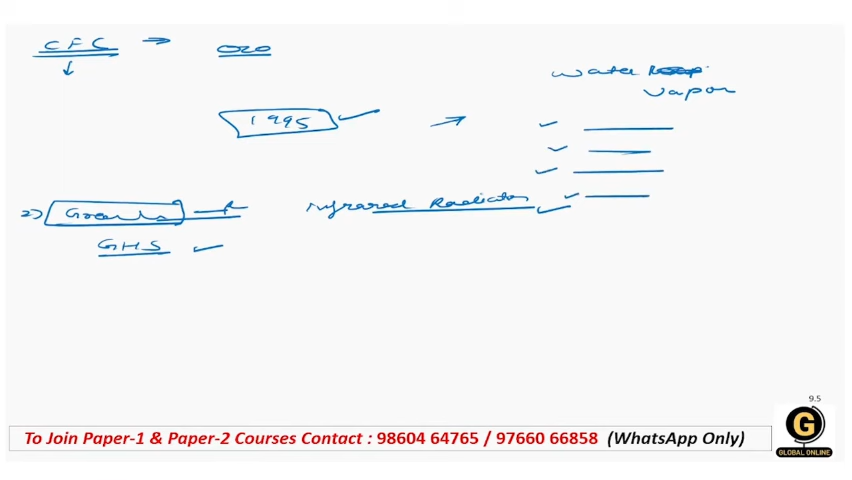 CFC → OZO
Water
Vapor
1995 →
2)
Infrared Radiation
GHS
9.5
To Join Paper-1 & Paper-2 Courses Contact : 98604 64765 / 97660 66858 (WhatsApp Only)
G
GLOBAL ONLINE